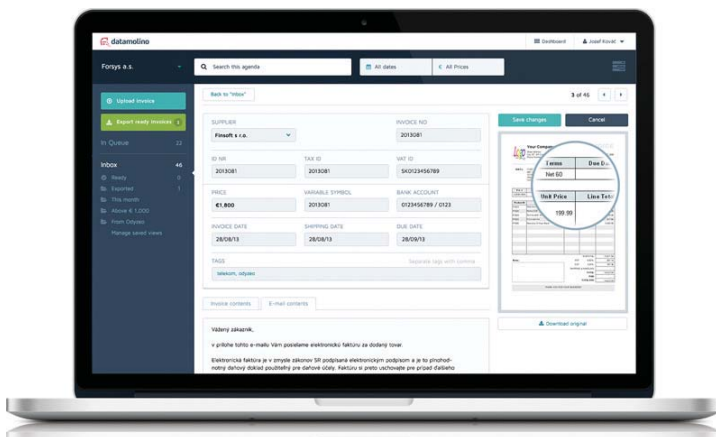 datamolino
Dashboard
Josef Kováč
Forsys a.s.
Search this agenda
All dates
€ All Prices
Upload invoice
Export ready invoices
In Queue 22
Inbox 46
Ready 0
Exported 1
This month
Above € 1,000
From Odyzeo
Manage saved views
Back to "Inbox"
3 of 46
SUPPLIER
INVOICE NO
Finsoft s r.o.
2013081
ID NR
TAX ID
VAT ID
2013081
2013081
SK0123456789
PRICE
VARIABLE SYMBOL
BANK ACCOUNT
€1,800
2013081
0123456789 / 0123
INVOICE DATE
SHIPPING DATE
DUE DATE
28/08/13
28/08/13
28/09/13
TAGS
Separate tags with comma
telekom, odyzeo
Invoice contents
E-mail contents
Vážený zákazník,
v prílohe tohto e-mailu Vám posielame elektronickú faktúru za dodaný tovar.
Elektronická faktúra je v zmysle zákonov SR podpísaná elektronickým podpisom a je to plnohod-
notný daňový doklad použiteľný pre daňové účely. Faktúru si preto uschovajte pre prípad ďalšieho
Save changes
Cancel
Your Company
Terms
Net 60
Unit Price
Line Tot
199.99
Download original